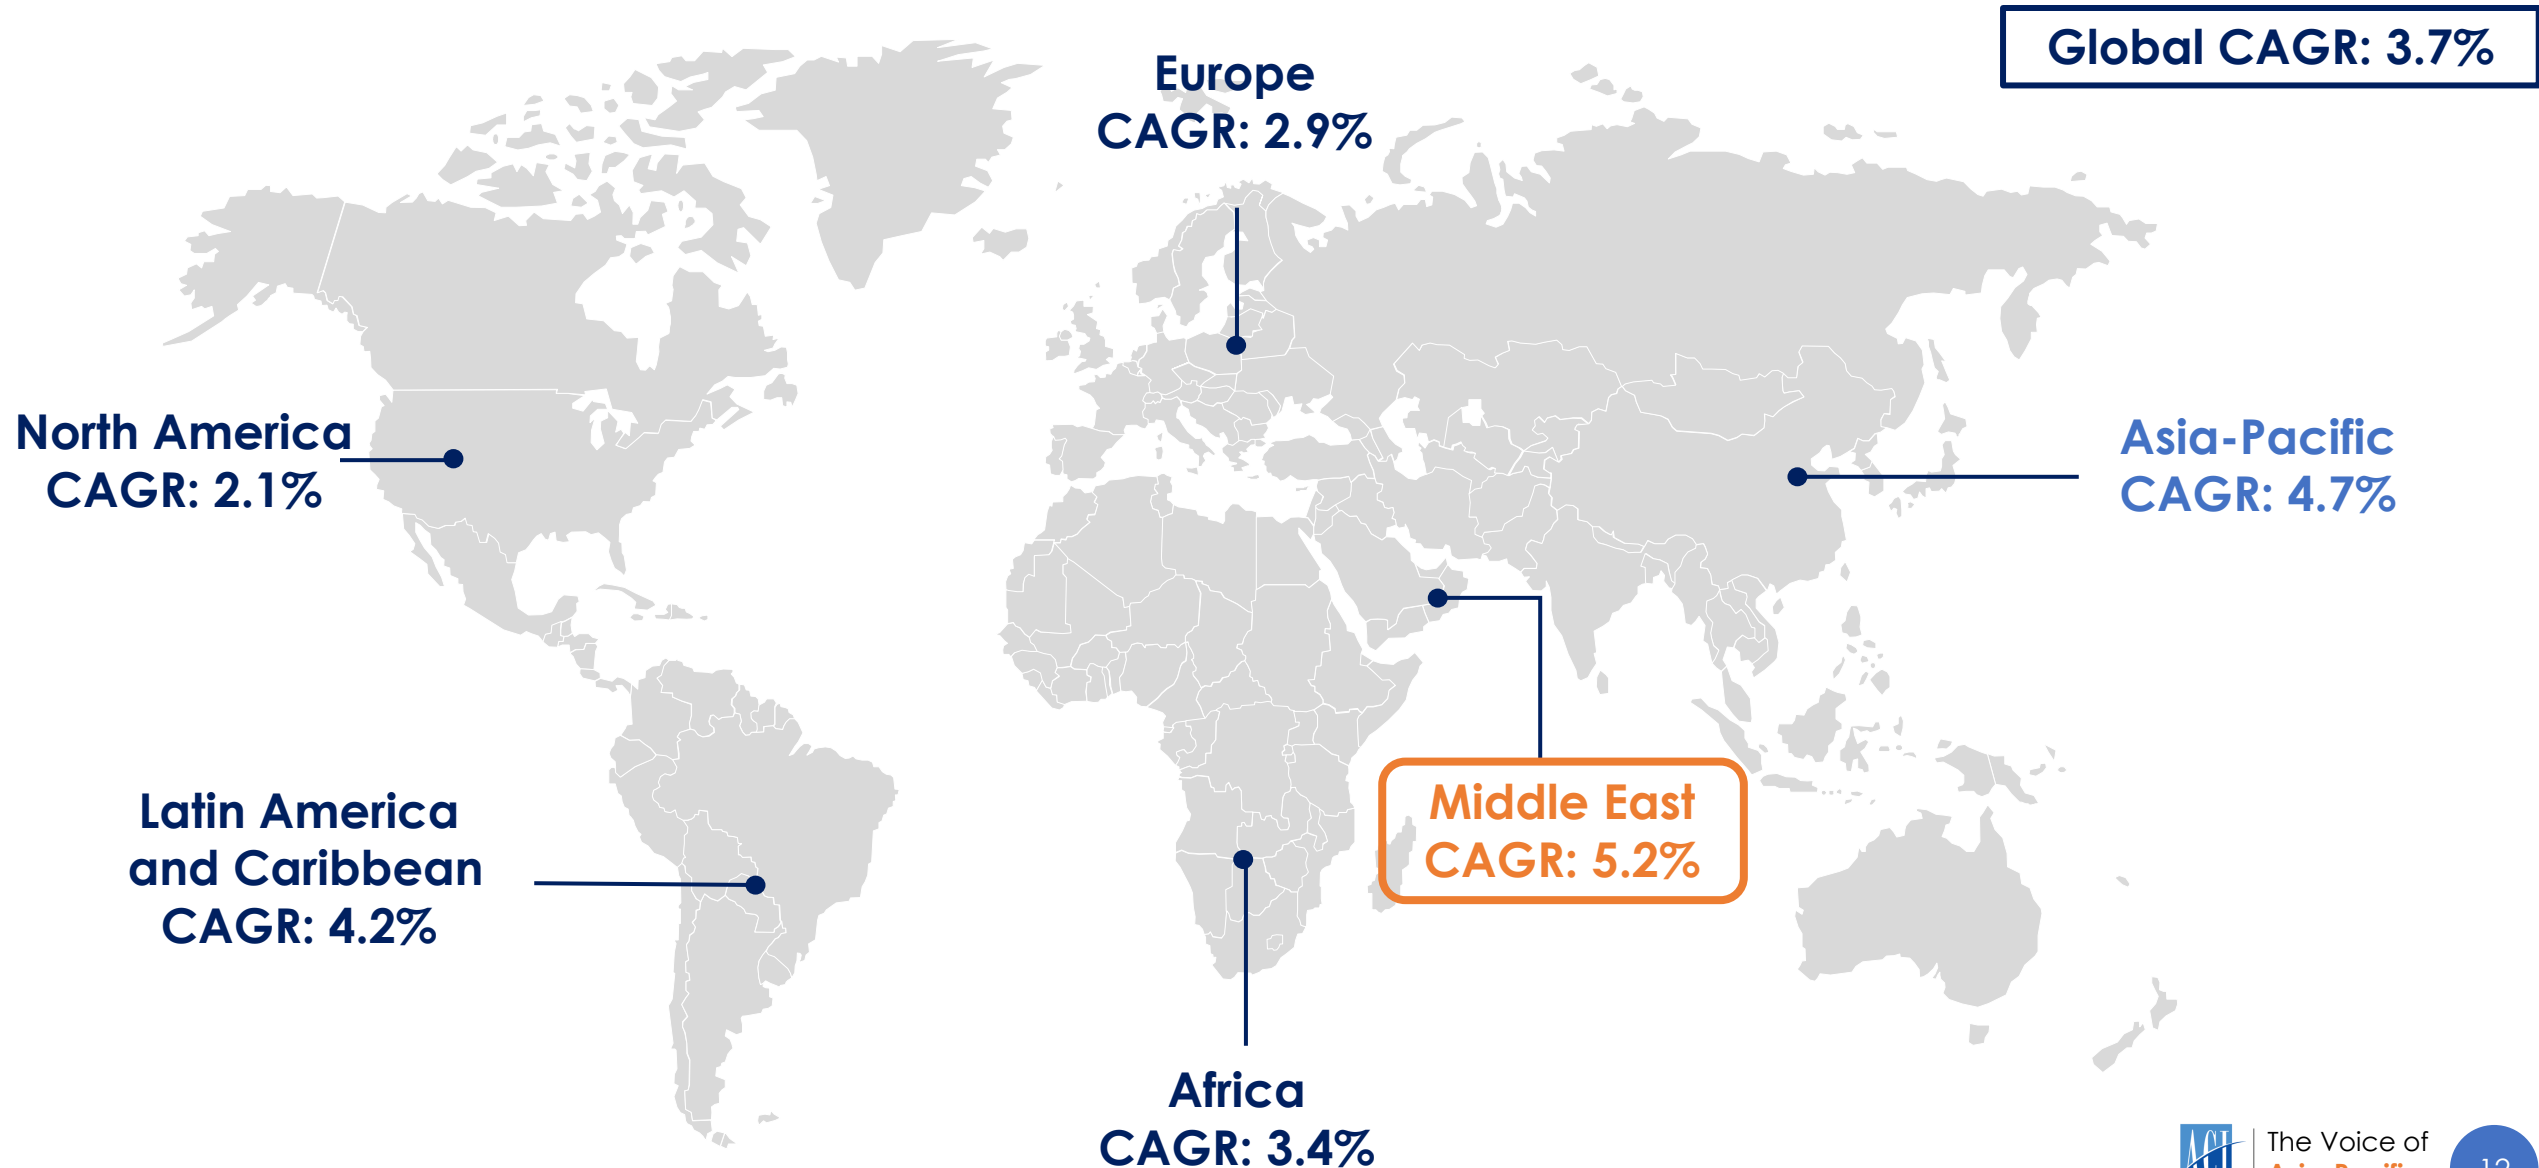 Global CAGR: 3.7%
Europe
CAGR: 2.9%
North America
CAGR: 2.1%
Asia-Pacific
CAGR: 4.7%
Middle East
CAGR: 5.2%
Latin America
and Caribbean
CAGR: 4.2%
Africa
CAGR: 3.4%
ACI
The Voice of